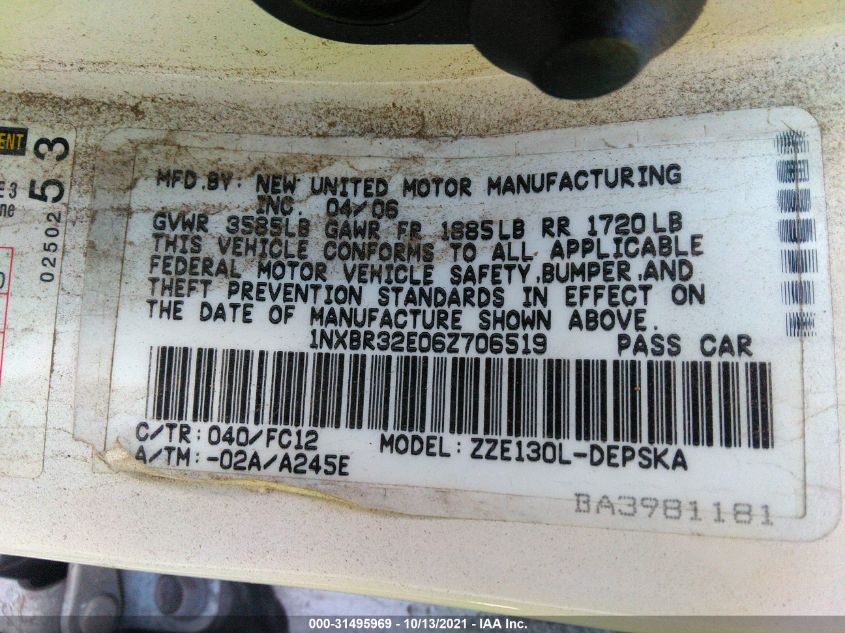 ENT
E 3
ne
02502 53
MFD.BY: NEW UNITED MOTOR MANUFACTURING
INC. 04/06
GVWR 3585LB GAWR FR 1885LB RR 1720LB
THIS VEHICLE CONFORMS TO ALL APPLICABLE
FEDERAL MOTOR VEHICLE SAFETY,BUMPER,AND
THEFT PREVENTION STANDARDS IN EFFECT ON
THE DATE OF MANUFACTURE SHOWN ABOVE.
1NXBR32E06Z706519 PASS CAR
C/TR: 040/FC12 MODEL: ZZE130L-DEPSKA
A/TM: -02A/A245E
BA3981181
000-31495969 - 10/13/2021 - IAA Inc.